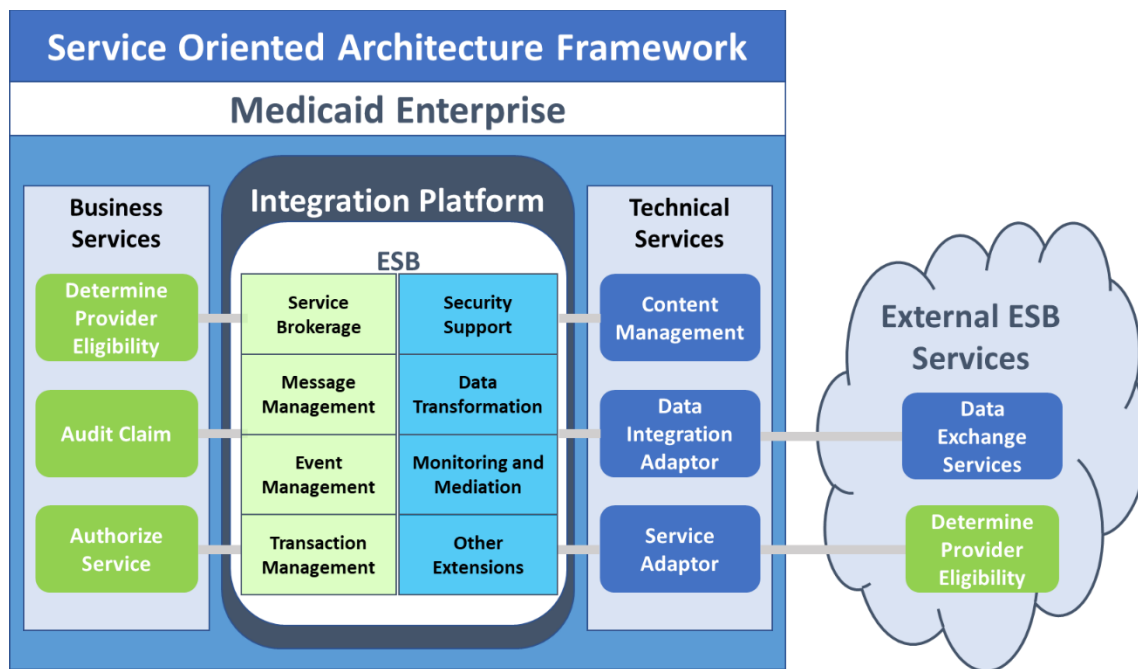 Service Oriented Architecture Framework
Medicaid Enterprise
Business
Services
Determine
Provider
Eligibility
Audit Claim
Authorize
Service
Integration Platform
ESB
Service
Brokerage
Security
Support
Message
Management
Data
Transformation
Event
Management
Monitoring and
Mediation
Transaction
Management
Other
Extensions
Technical
Services
Content
Management
Data
Integration
Adaptor
Service
Adaptor
External ESB
Services
Data
Exchange
Services
Determine
Provider
Eligibility